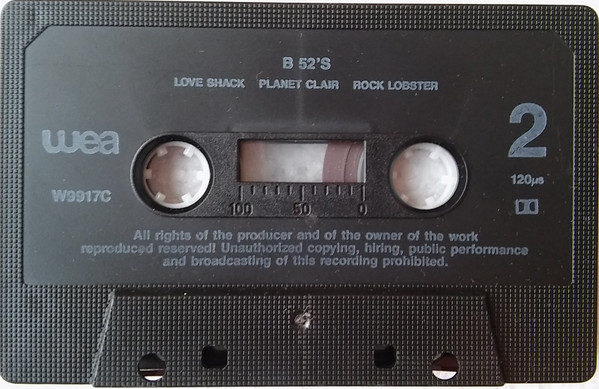 B 52'S
LOVE SHACK PLANET CLAIR ROCK LOBSTER
wea
2
W9917C
120µs
100 50 0
All rights of the producer and of the owner of the work
reproduced reserved! Unauthorized copying, hiring, public performance
and broadcasting of this recording prohibited.